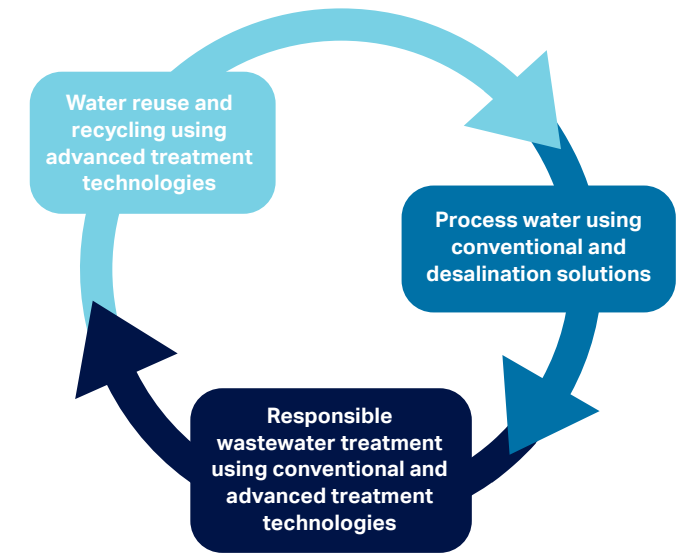 Water reuse and
recycling using
advanced treatment
technologies
Process water using
conventional and
desalination solutions
Responsible
wastewater treatment
using conventional and
advanced treatment
technologies